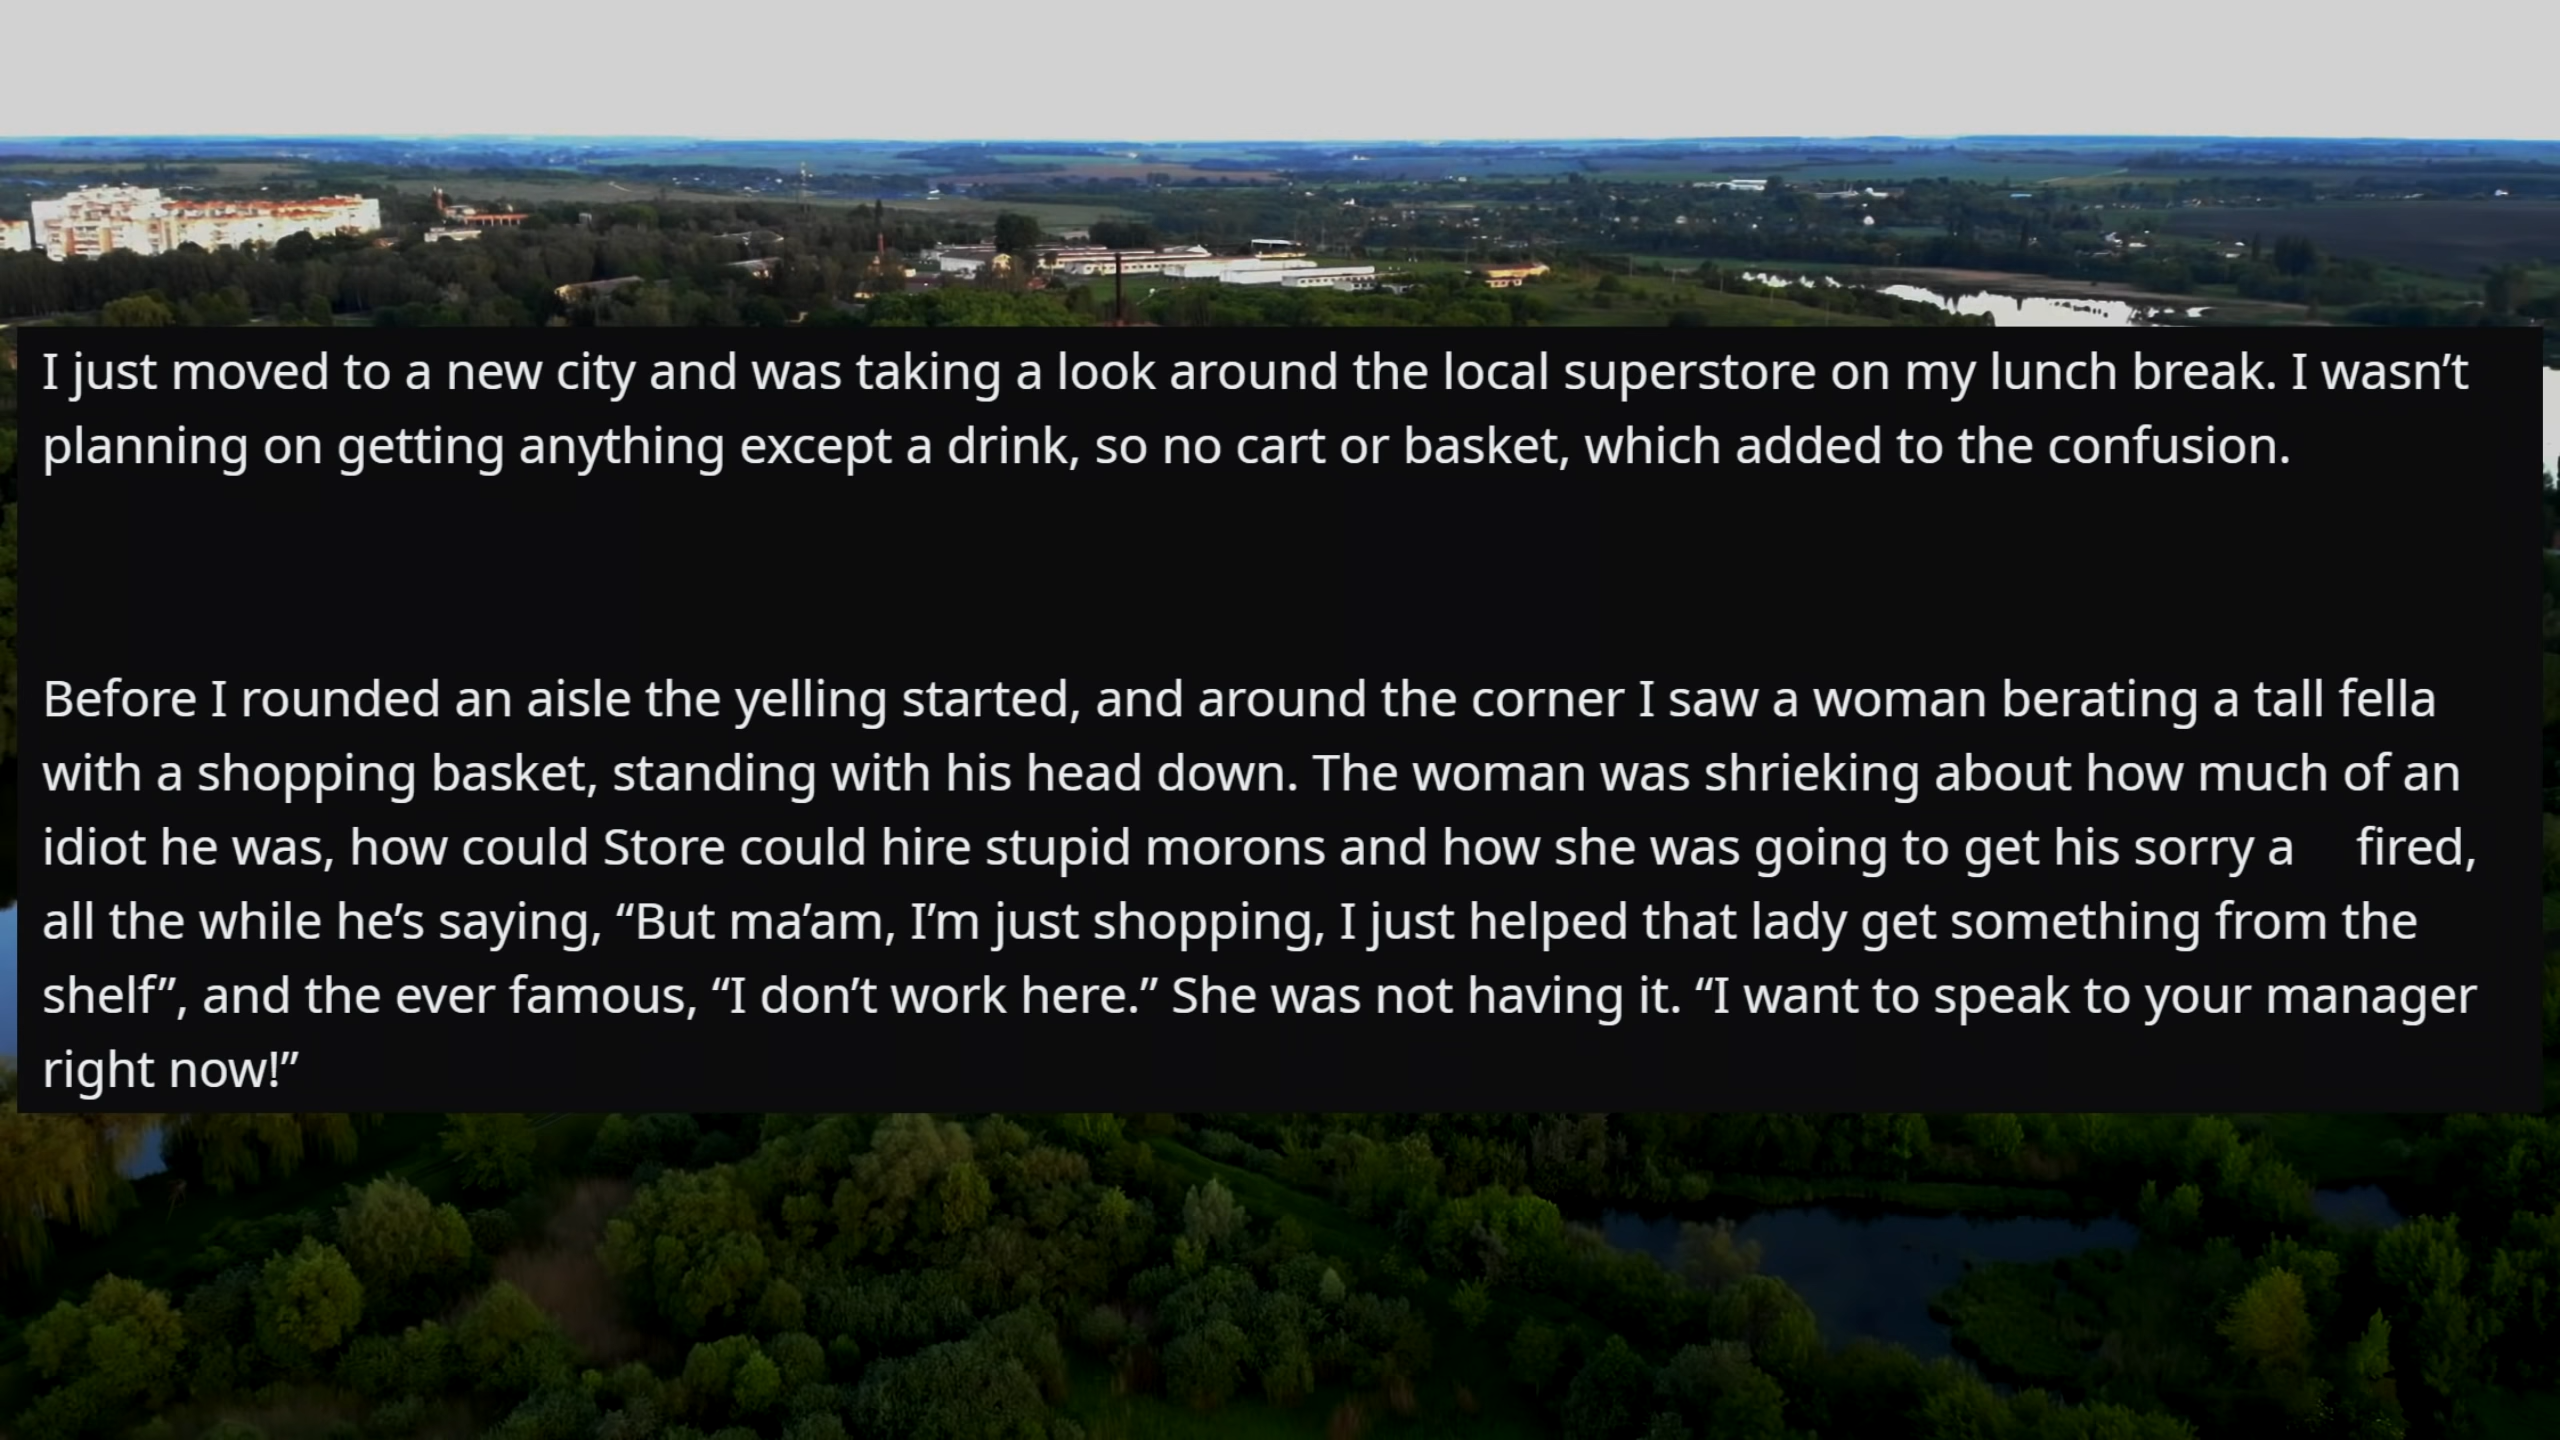 I just moved to a new city and was taking a look around the local superstore on my lunch break. I wasn’t
planning on getting anything except a drink, so no cart or basket, which added to the confusion.
Before I rounded an aisle the yelling started, and around the corner I saw a woman berating a tall fella
with a shopping basket, standing with his head down. The woman was shrieking about how much of an
idiot he was, how could Store could hire stupid morons and how she was going to get his sorry a fired,
all the while he’s saying, “But ma’am, I’m just shopping, I just helped that lady get something from the
shelf”, and the ever famous, “I don’t work here.” She was not having it. “I want to speak to your manager
right now!”